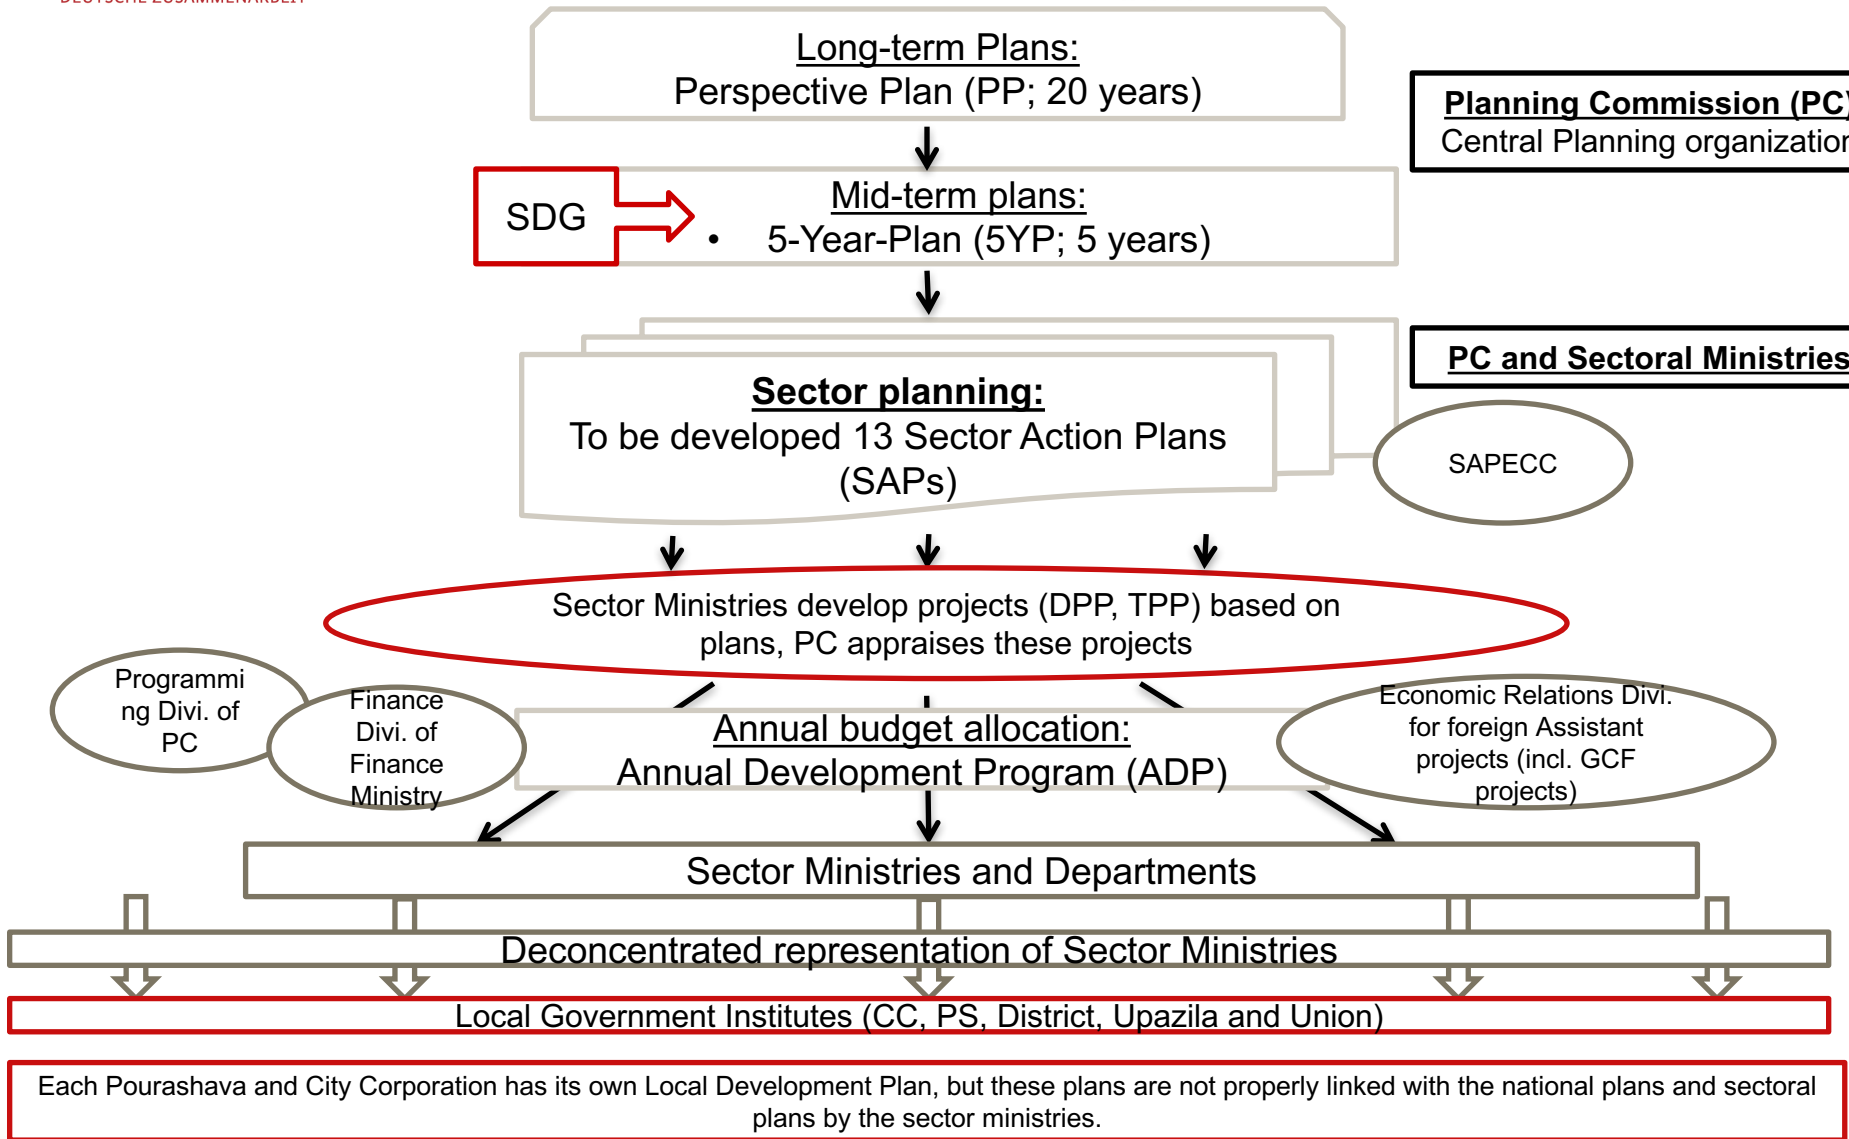 DEUTSCHE ZUSAMMENARBEIT
Long-term Plans:
Perspective Plan (PP; 20 years)
Planning Commission (PC)
Central Planning organization
SDG
Mid-term plans:
• 5-Year-Plan (5YP; 5 years)
PC and Sectoral Ministries
Sector planning:
To be developed 13 Sector Action Plans
(SAPs)
SAPECC
Sector Ministries develop projects (DPP, TPP) based on
plans, PC appraises these projects
Programmi
ng Divi. of
PC
Finance
Divi. of
Finance
Ministry
Annual budget allocation:
Annual Development Program (ADP)
Economic Relations Divi.
for foreign Assistant
projects (incl. GCF
projects)
Sector Ministries and Departments
Deconcentrated representation of Sector Ministries
Local Government Institutes (CC, PS, District, Upazila and Union)
Each Pourashava and City Corporation has its own Local Development Plan, but these plans are not properly linked with the national plans and sectoral
plans by the sector ministries.